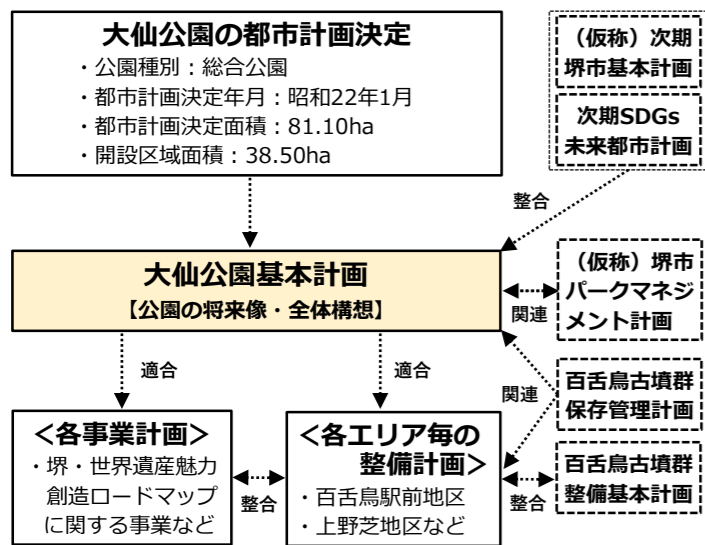 大仙公園の都市計画決定
・公園種別：総合公園
・都市計画決定年月：昭和22年1月
・都市計画決定面積：81.10ha
・開設区域面積：38.50ha
（仮称）次期
堺市基本計画
次期SDGs
未来都市計画
整合
大仙公園基本計画
【公園の将来像・全体構想】
関連
（仮称）堺市
パークマネジ
メント計画
適合
適合
関連
百舌鳥古墳群
保存管理計画
＜各事業計画＞
・堺・世界遺産魅力
創造ロードマップ
に関する事業など
整合
＜各エリア毎の
整備計画＞
・百舌鳥駅前地区
・上野芝地区など
整合
百舌鳥古墳群
整備基本計画